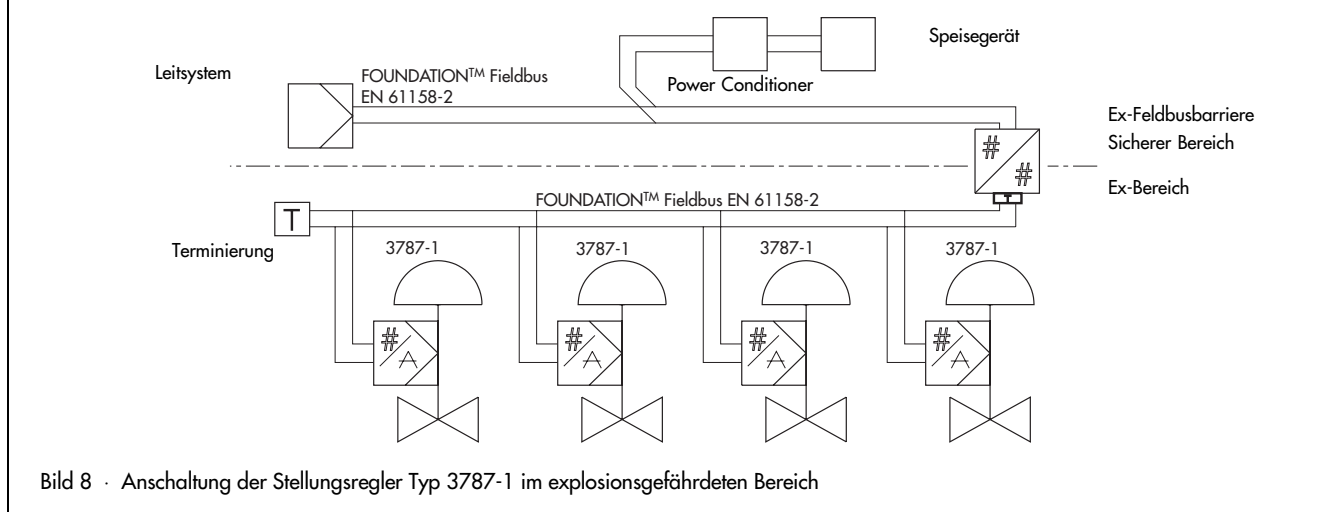 Speisegerät
Leitsystem
FOUNDATION™ Fieldbus
EN 61158-2
Power Conditioner
Ex-Feldbusbarriere
Sicherer Bereich
#
#
Ex-Bereich
T
FOUNDATION™ Fieldbus EN 61158-2
T
Terminierung
3787-1
3787-1
3787-1
3787-1
# A
# A
# A
# A
Bild 8 · Anschaltung der Stellungsregler Typ 3787-1 im explosionsgefährdeten Bereich